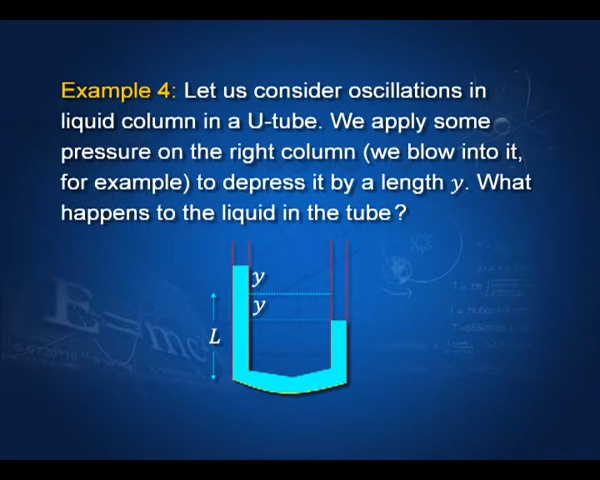 Example 4: Let us consider oscillations in
liquid column in a U-tube. We apply some
pressure on the right column (we blow into it,
for example) to depress it by a length y. What
happens to the liquid in the tube?
y
y
L
E=mc